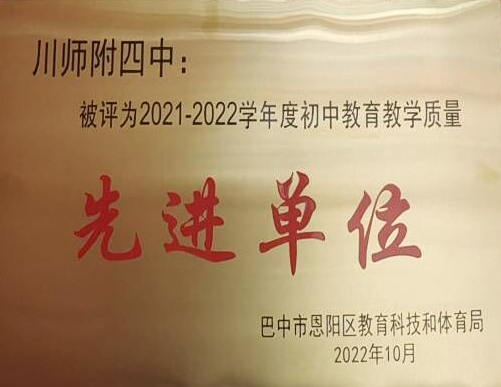 川师附四中：
被评为2021-2022学年度初中教育教学质量
先进单位
巴中市恩阳区教育科技和体育局
2022年10月